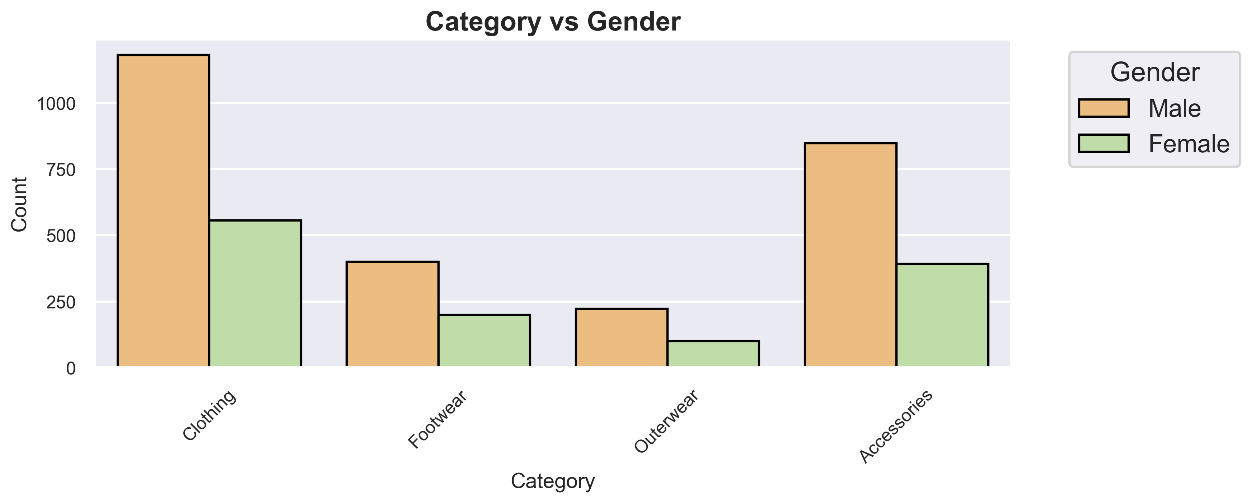 Category vs Gender
Gender
Male
Female
Count
1000
750
500
250
0
Clothing
Footwear
Outerwear
Accessories
Category